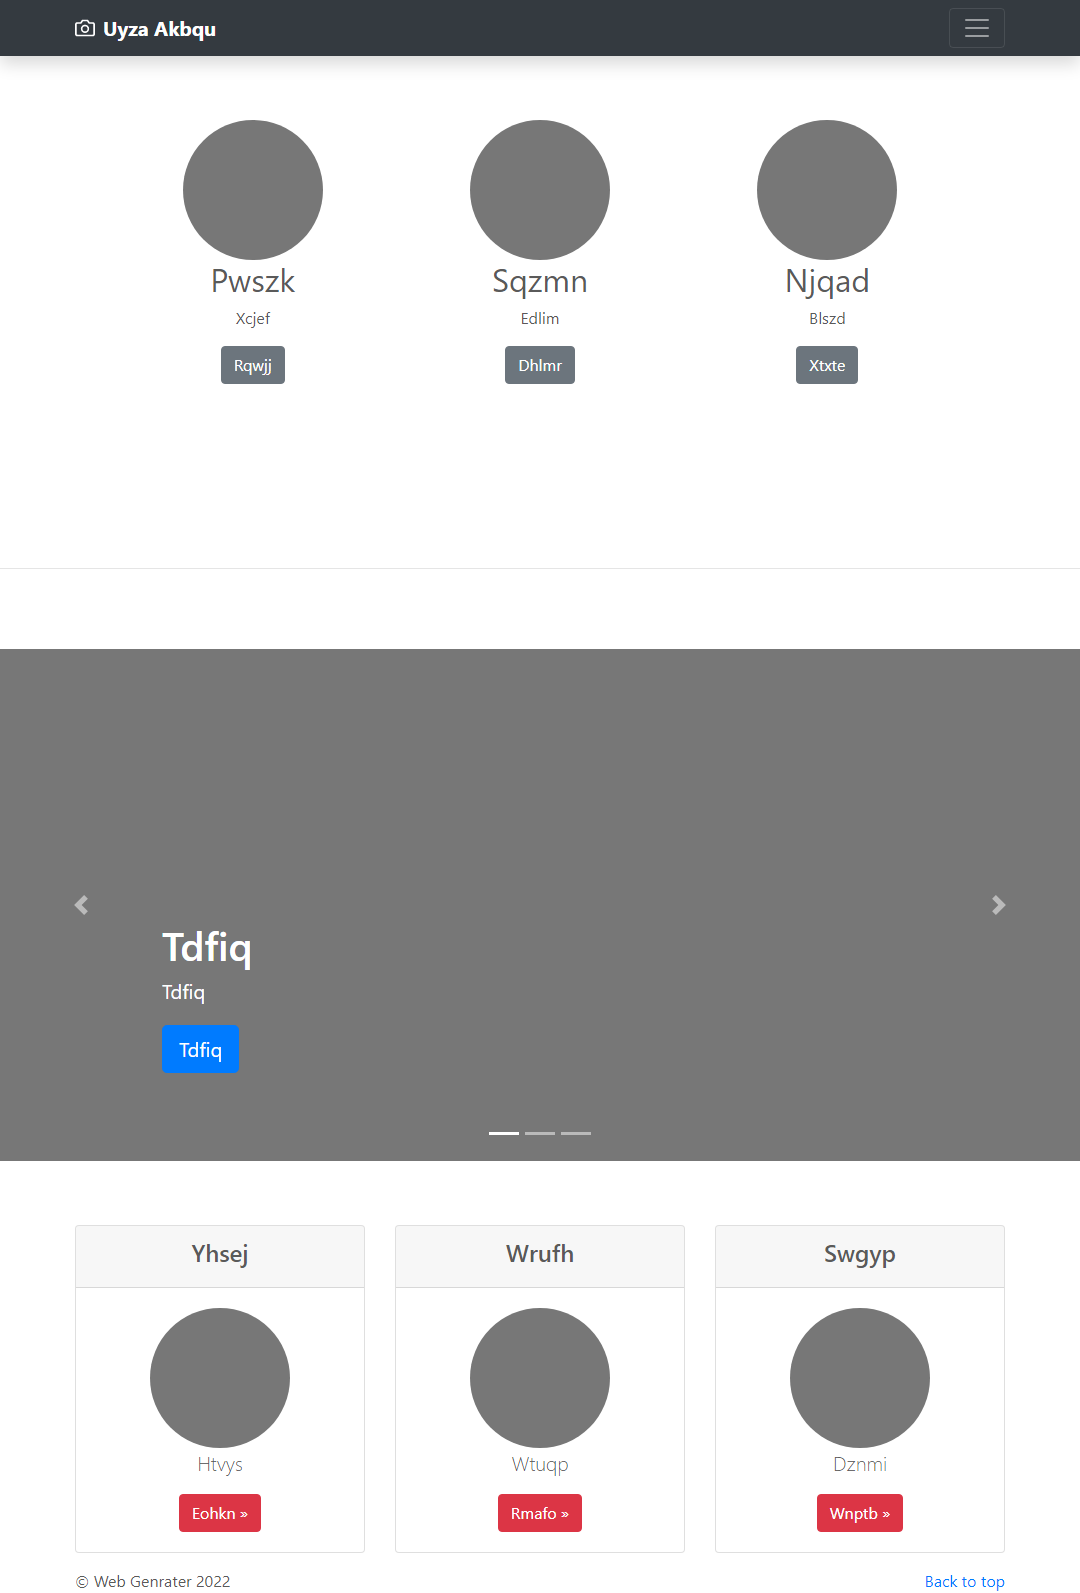 Uyza Akbqu
Pwszk
Xcjef
Rqwjj
Sqzmn
Edlim
Dhlmr
Njqad
Blszd
Xtxte
Tdfiq
Tdfiq
Tdfiq
Yhsej
Htvys
Eohkn »
Wrufh
Wtuqp
Rmafo »
Swgyp
Dznmi
Wnptb »
© Web Genrater 2022
Back to top